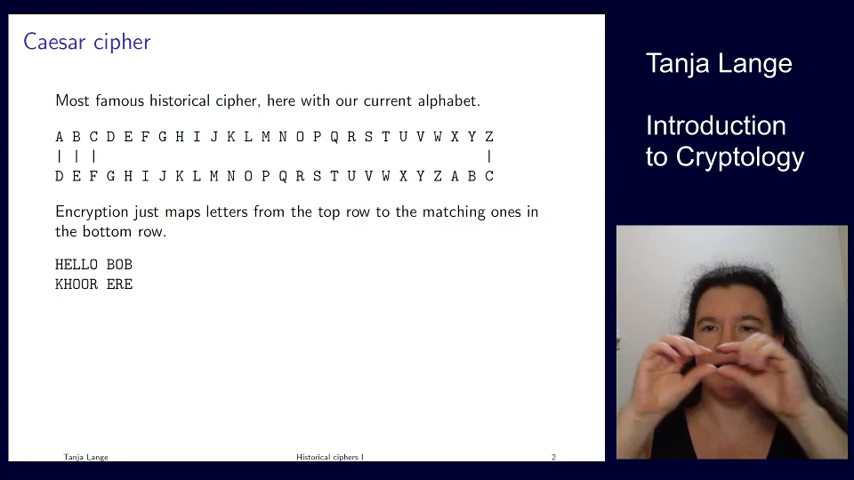 Caesar cipher
Most famous historical cipher, here with our current alphabet.
A B C D E F G H I J K L M N O P Q R S T U V W X Y Z
| | | |
D E F G H I J K L M N O P Q R S T U V W X Y Z A B C
Encryption just maps letters from the top row to the matching ones in
the bottom row.
HELLO BOB
KHOOR ERE
Tanja Lange Historical ciphers I 2
Tanja Lange
Introduction
to Cryptology